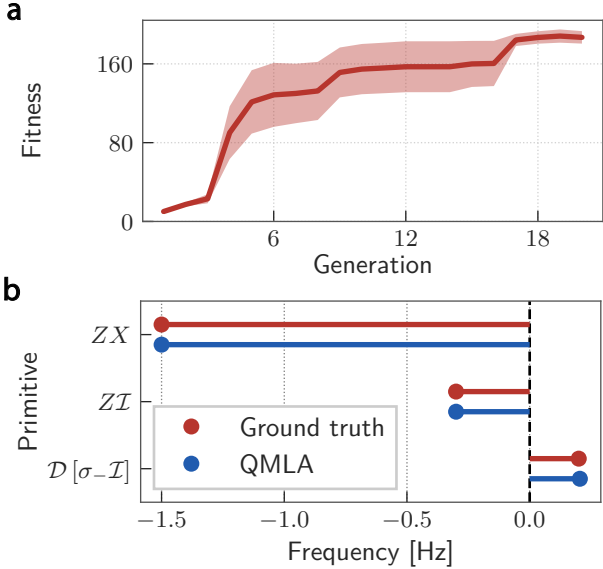 a
Fitness
160
80
0
6
12
18
Generation
b
Primitive
ZX
Zℐ
𝒟 [σ₋ℐ]
Ground truth
QMLA
−1.5
−1.0
−0.5
0.0
Frequency [Hz]